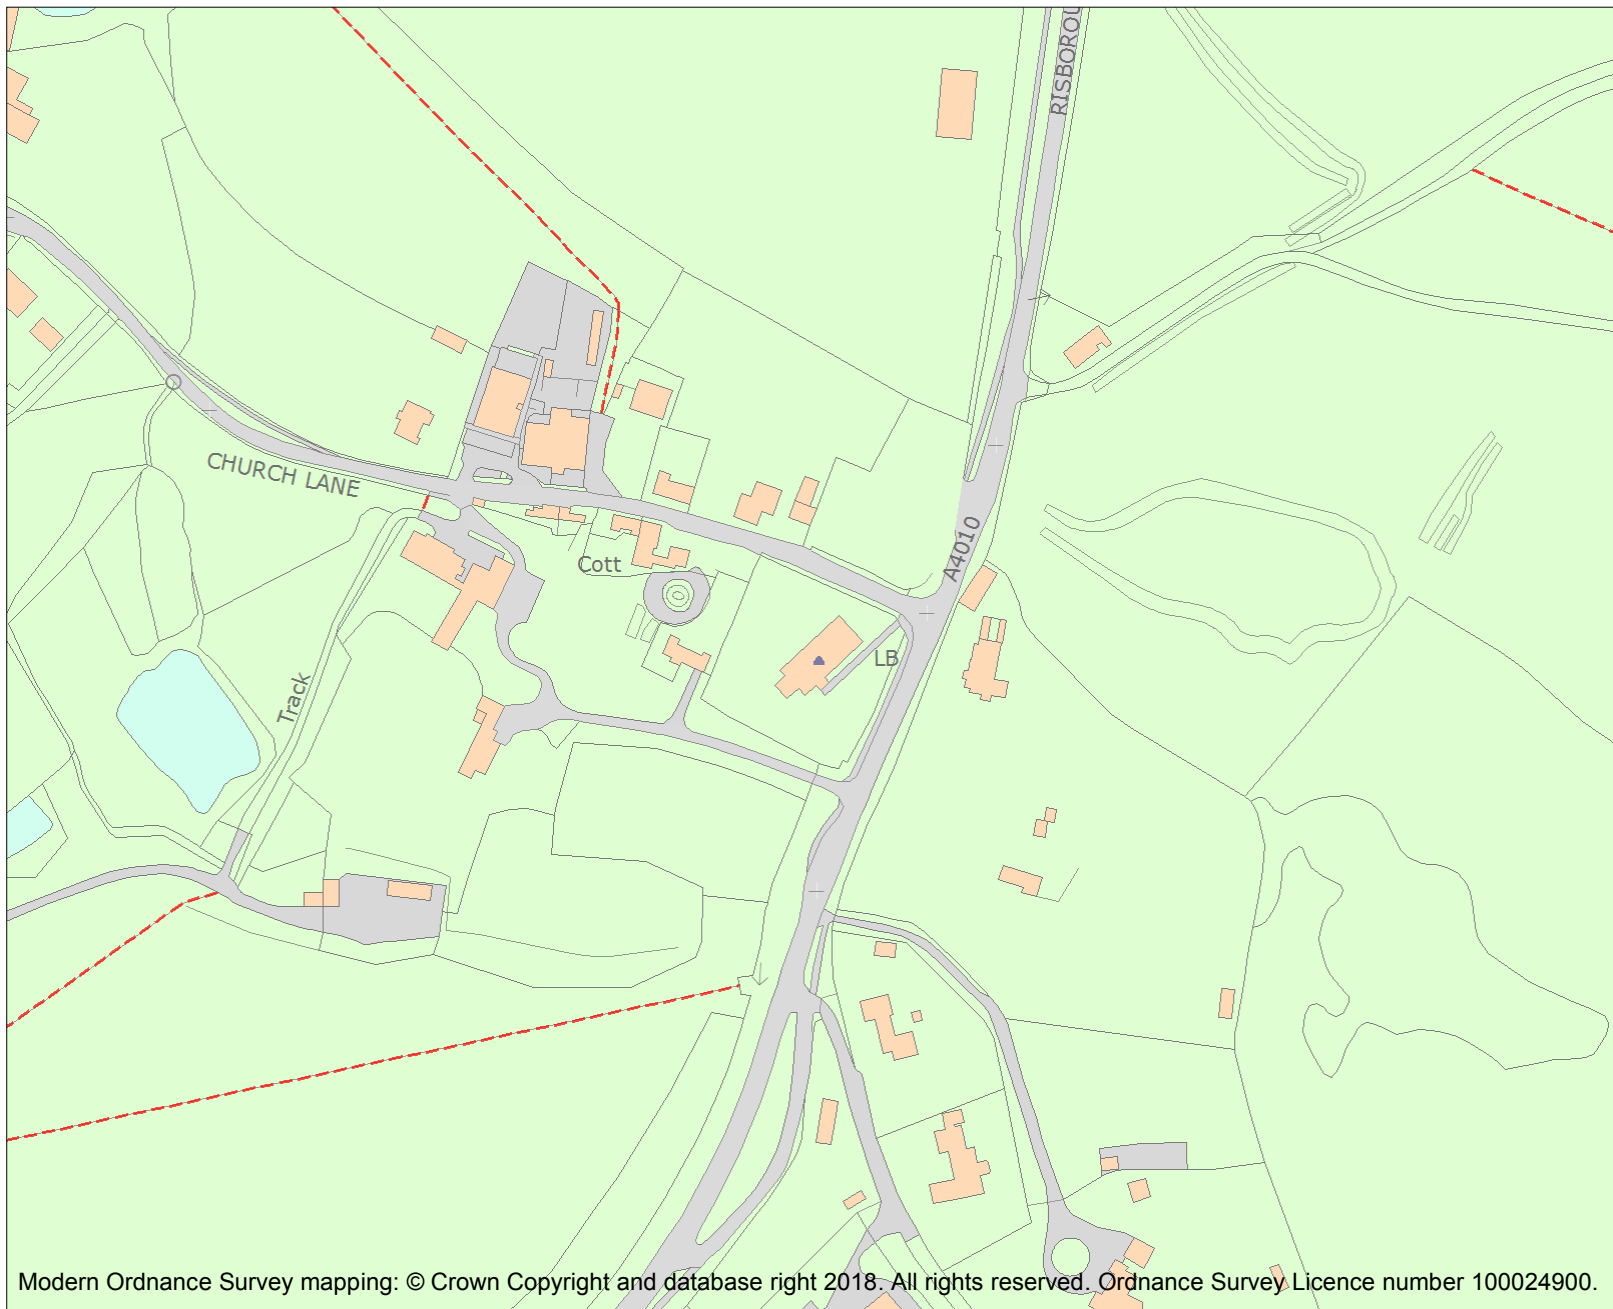 RISBOROU
CHURCH LANE
A4010
Cott
LB
Track
Modern Ordnance Survey mapping: © Crown Copyright and database right 2018. All rights reserved. Ordnance Survey Licence number 100024900.